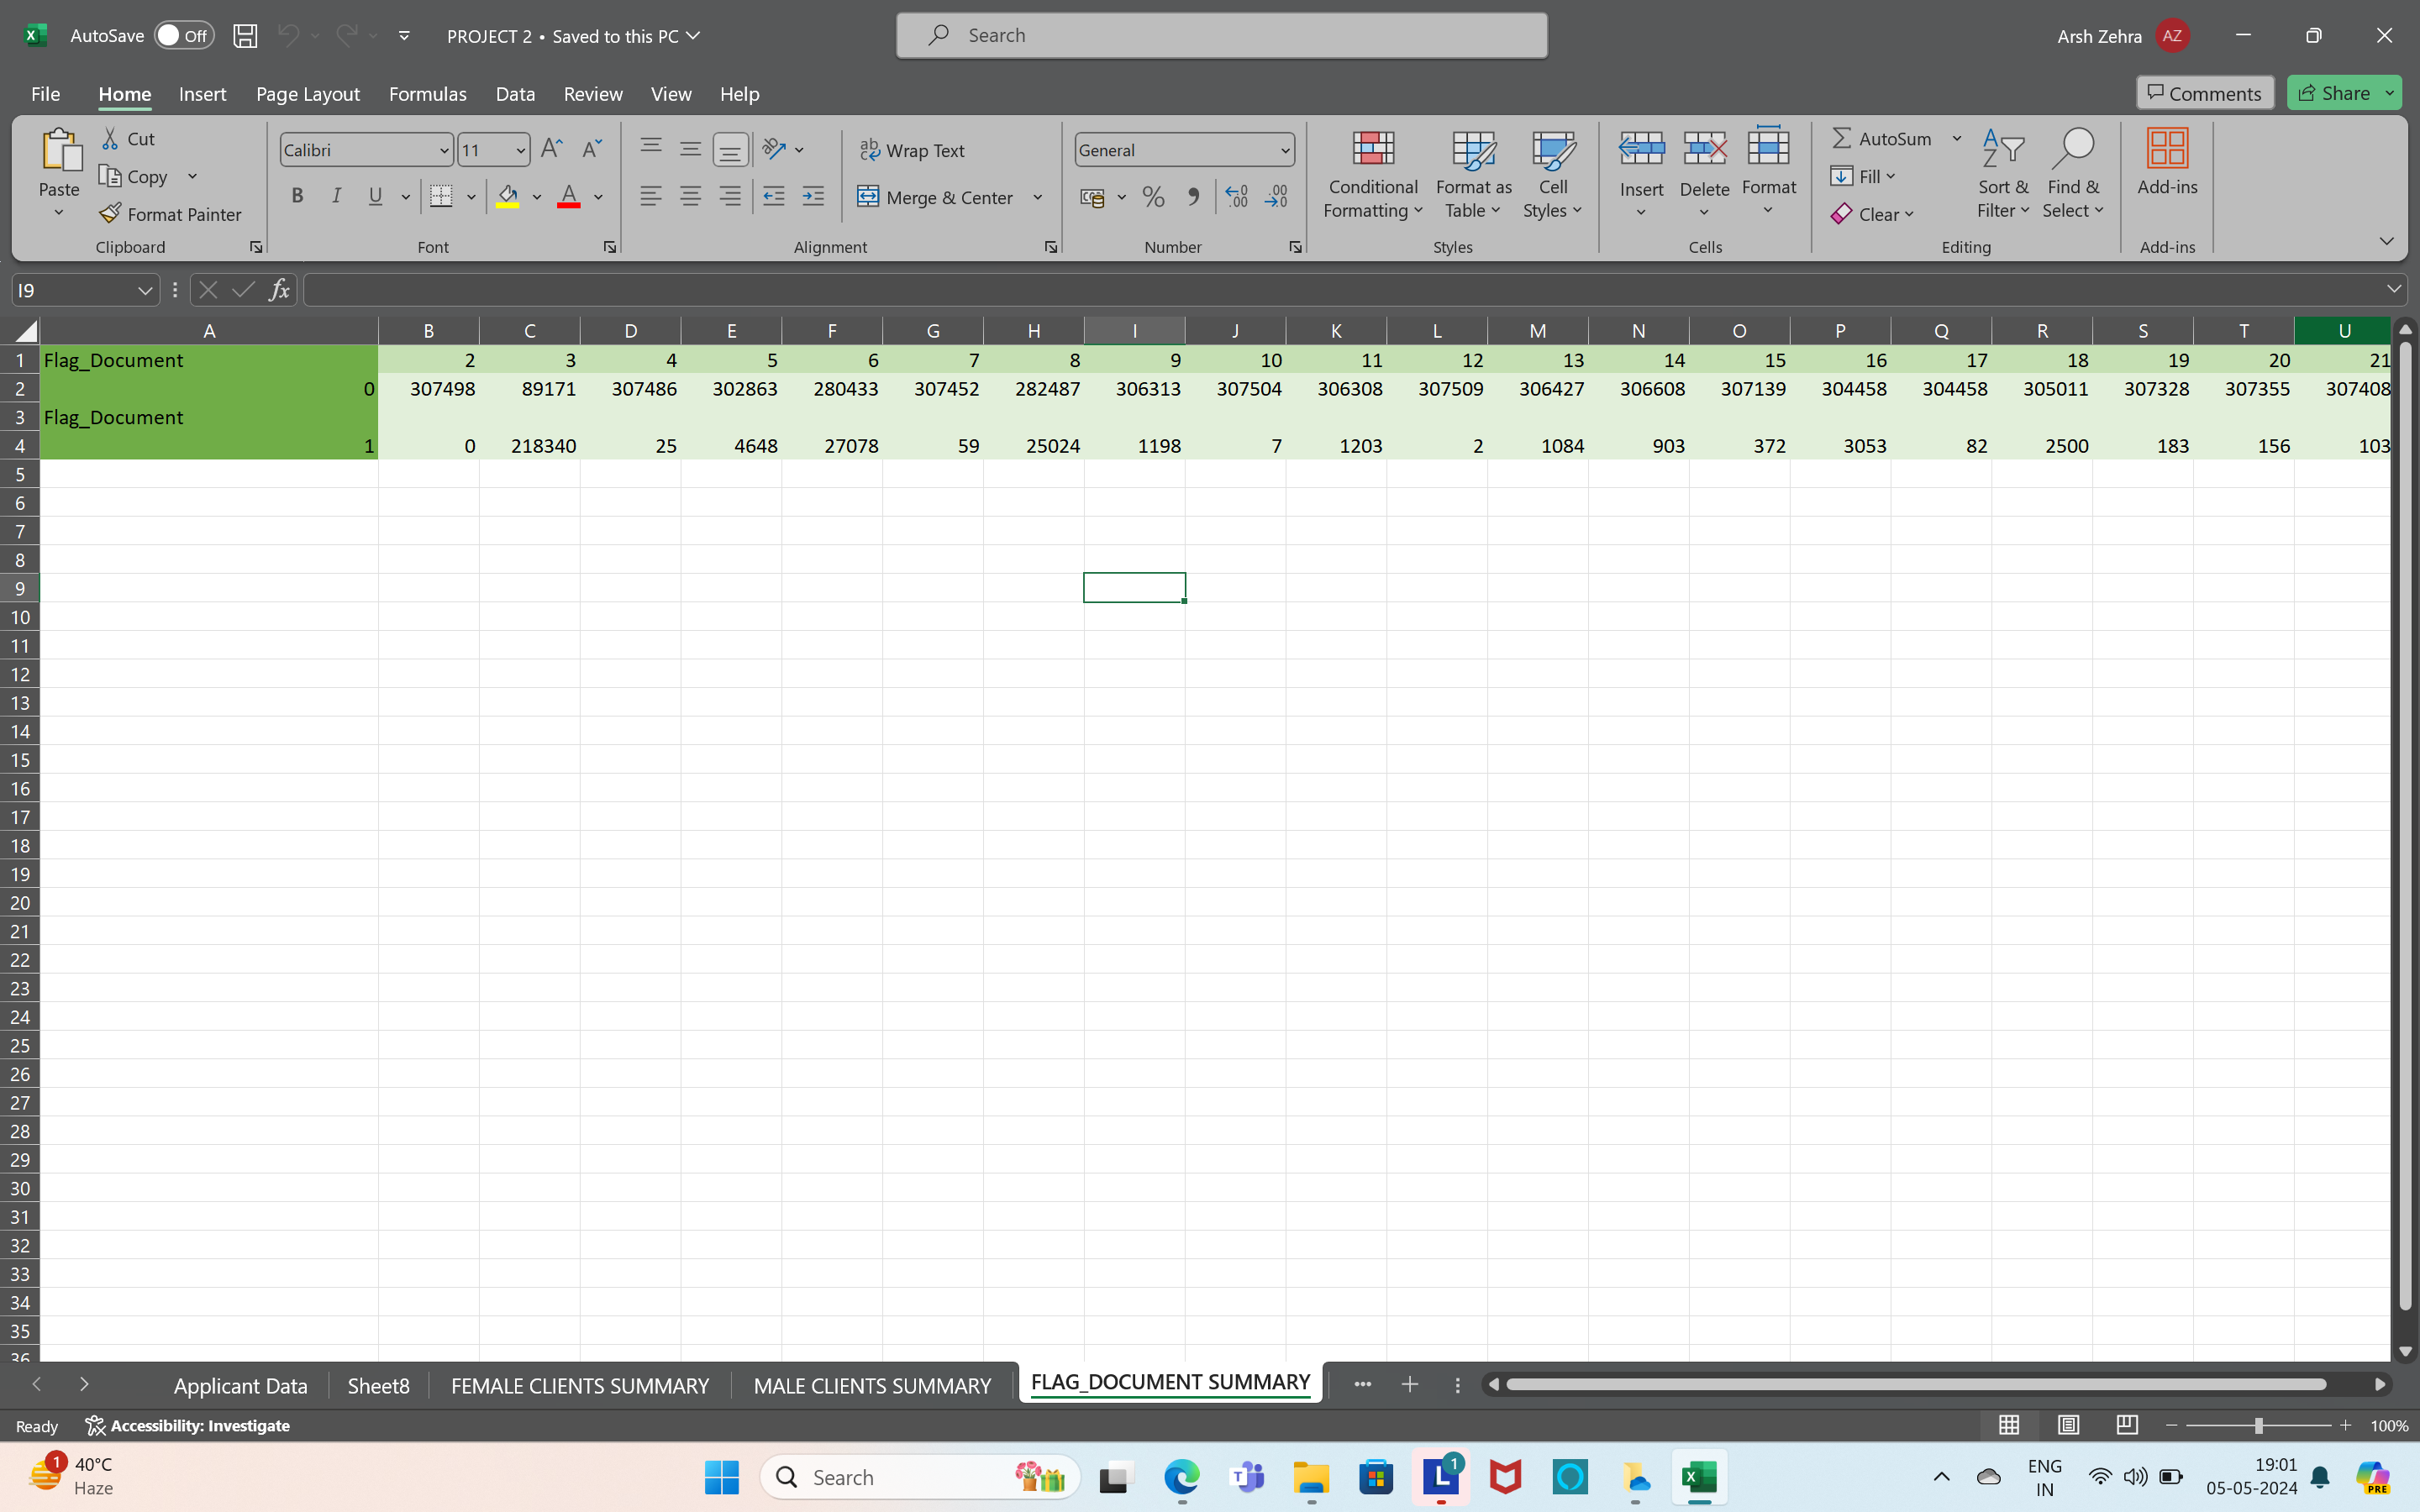 AutoSave Off PROJECT 2 • Saved to this PC Search Arsh Zehra AZ
File Home Insert Page Layout Formulas Data Review View Help Comments Share
Paste Cut Copy Format Painter Clipboard
Calibri 11 B I U A Font
Wrap Text Merge & Center Alignment
General % Number
Conditional Formatting Format as Table Cell Styles Styles
Insert Delete Format Cells
AutoSum Fill Clear Sort & Filter Find & Select Editing
Add-ins Add-ins
I9 fx
A B C D E F G H I J K L M N O P Q R S T U
1 Flag_Document 2 3 4 5 6 7 8 9 10 11 12 13 14 15 16 17 18 19 20 21
2 0 307498 89171 307486 302863 280433 307452 282487 306313 307504 306308 307509 306427 306608 307139 304458 304458 305011 307328 307355 307408
3 Flag_Document
4 1 0 218340 25 4648 27078 59 25024 1198 7 1203 2 1084 903 372 3053 82 2500 183 156 103
5
6
7
8
9
10
11
12
13
14
15
16
17
18
19
20
21
22
23
24
25
26
27
28
29
30
31
32
33
34
35
36
Applicant Data Sheet8 FEMALE CLIENTS SUMMARY MALE CLIENTS SUMMARY FLAG_DOCUMENT SUMMARY
Ready Accessibility: Investigate 100%
1 40°C Search 1 ENG 19:01
Haze IN 05-05-2024 PRE